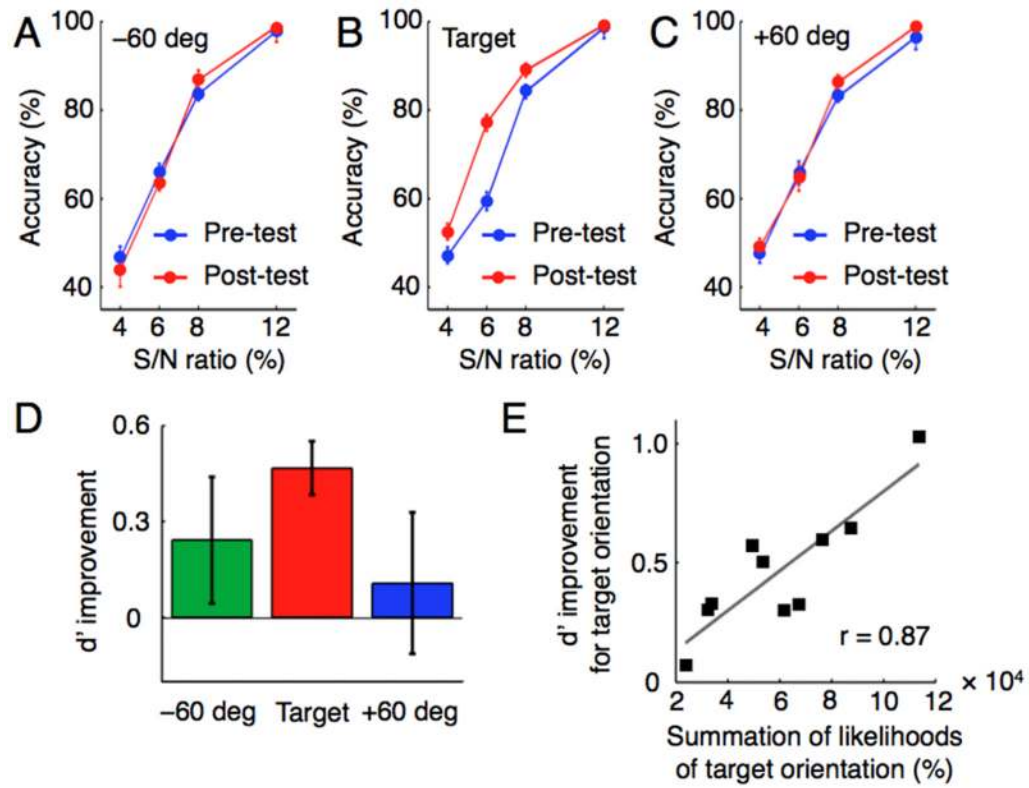 A
–60 deg
Accuracy (%)
100
80
60
40
Pre-test
Post-test
4 6 8 12
S/N ratio (%)
B
Target
Accuracy (%)
100
80
60
40
Pre-test
Post-test
4 6 8 12
S/N ratio (%)
C
+60 deg
Accuracy (%)
100
80
60
40
Pre-test
Post-test
4 6 8 12
S/N ratio (%)
D
d' improvement
0.6
0.3
0
–60 deg Target +60 deg
E
d' improvement
for target orientation
1.0
0.5
0
r = 0.87
2 4 6 8 10 12 × 10⁴
Summation of likelihoods
of target orientation (%)